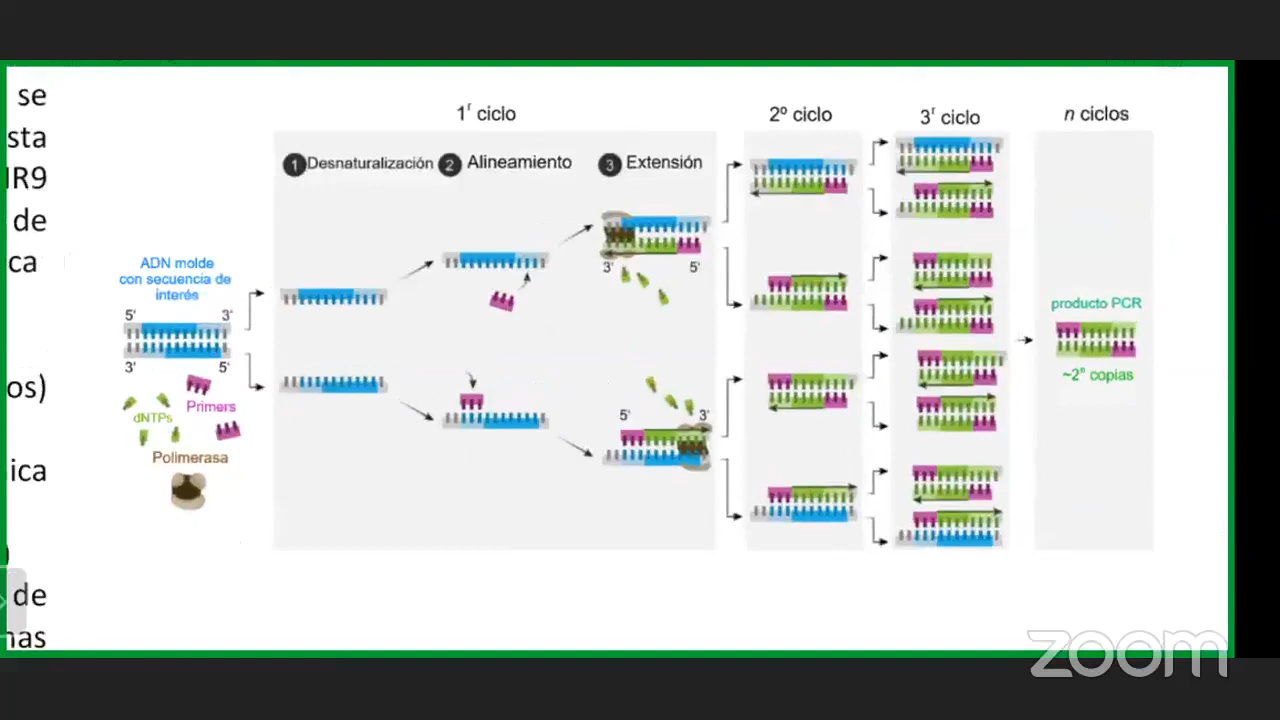 se
sta
IR9
de
ca
os)
ica
)
de
nas
1ʳ ciclo
2º ciclo
3ʳ ciclo
n ciclos
1 Desnaturalización
2 Alineamiento
3 Extensión
ADN molde
con secuencia de
interés
5' 3'
3' 5'
dNTPs
Primers
Polimerasa
3' 5'
5' 3'
producto PCR
~2ⁿ copias
zoom